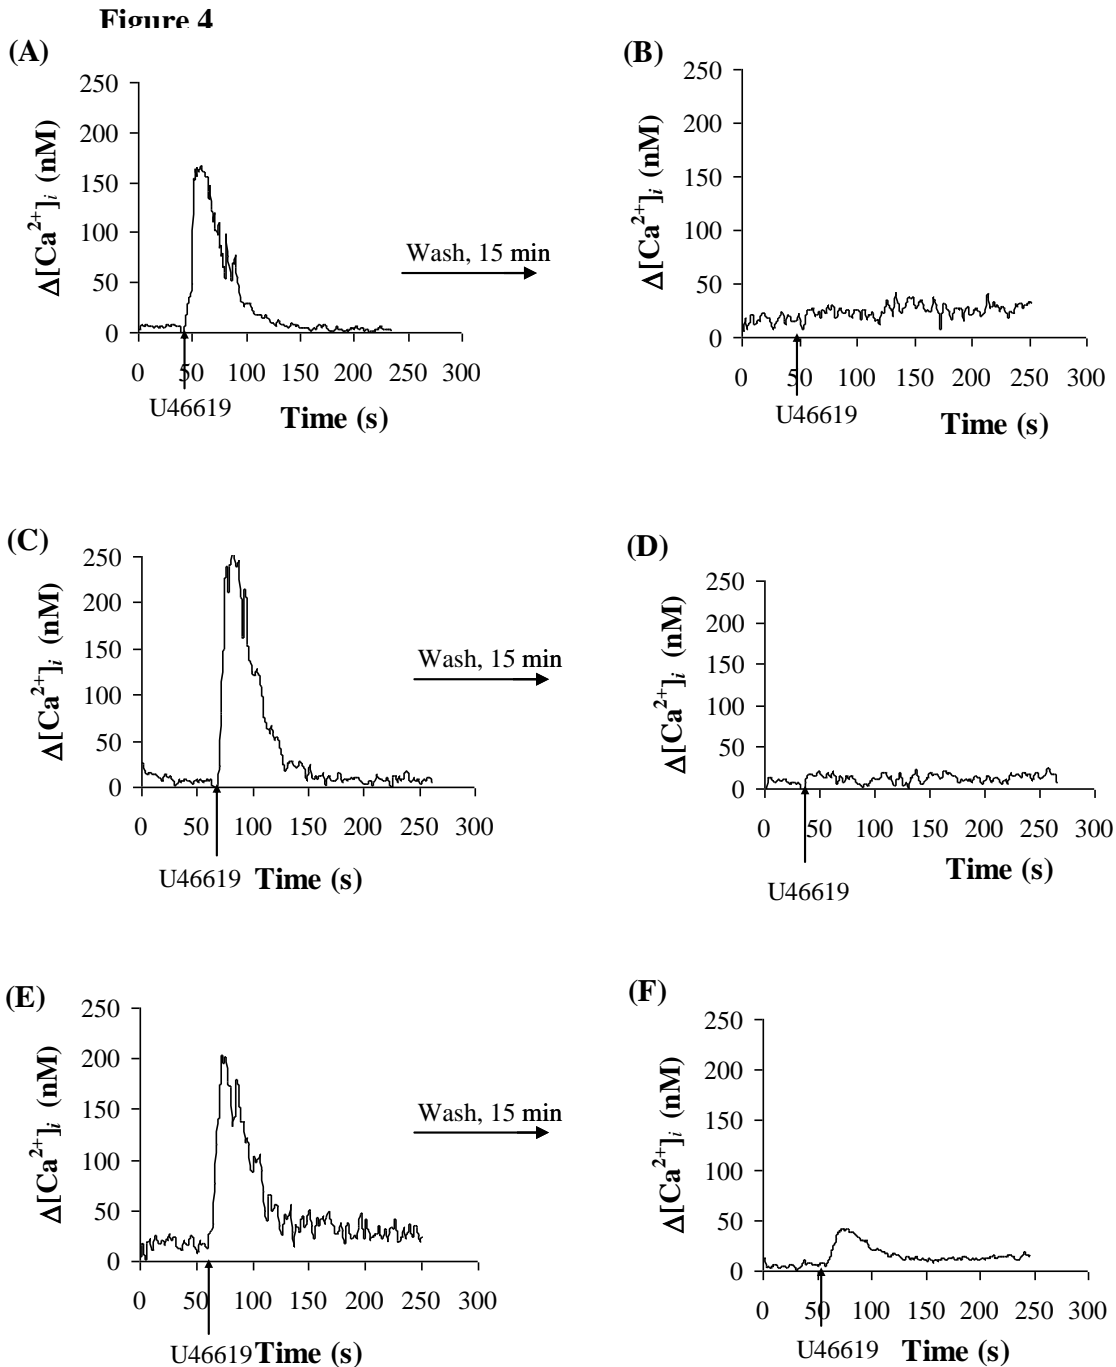 Figure 4
(A)
250
200
150
100
50
0
Δ[Ca2+]i (nM)
0 50 100 150 200 250 300
U46619
Time (s)
Wash, 15 min
(B)
250
200
150
100
50
0
Δ[Ca2+]i (nM)
0 50 100 150 200 250 300
U46619
Time (s)
(C)
250
200
150
100
50
0
Δ[Ca2+]i (nM)
0 50 100 150 200 250 300
U46619 Time (s)
Wash, 15 min
(D)
250
200
150
100
50
0
Δ[Ca2+]i (nM)
0 50 100 150 200 250 300
U46619
Time (s)
(E)
250
200
150
100
50
0
Δ[Ca2+]i (nM)
0 50 100 150 200 250 300
U46619 Time (s)
Wash, 15 min
(F)
250
200
150
100
50
0
Δ[Ca2+]i (nM)
0 50 100 150 200 250 300
U46619 Time (s)